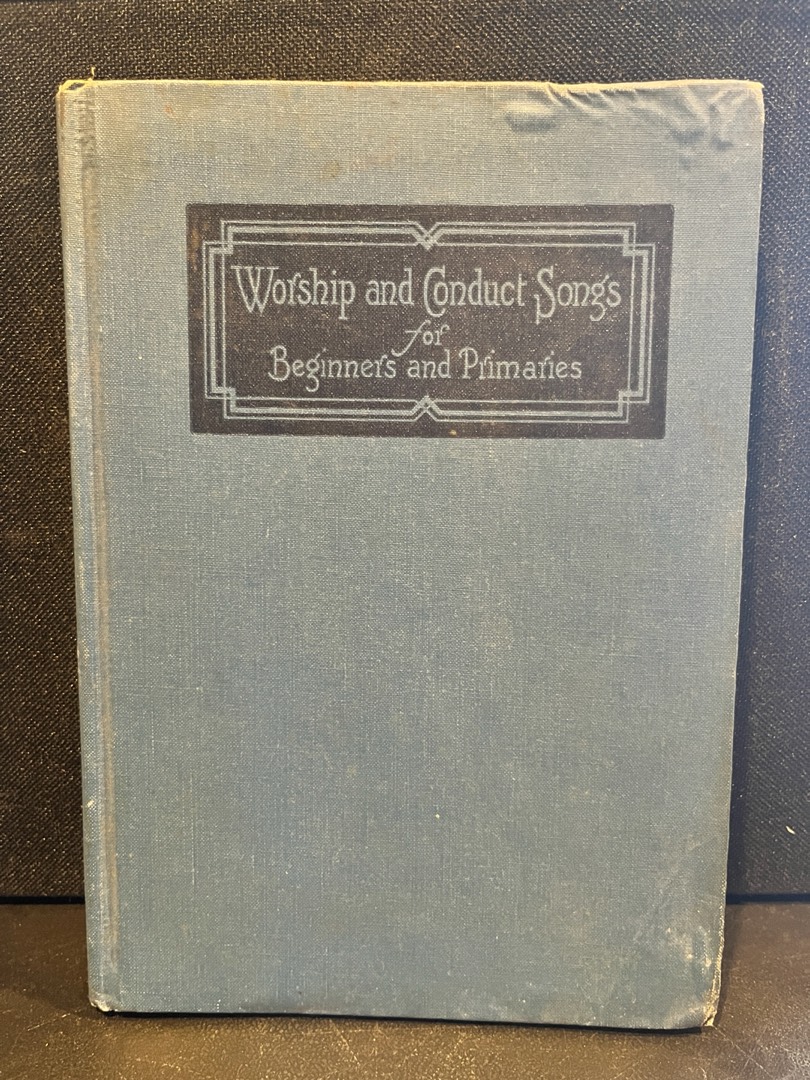 Worship and Conduct Songs
for
Beginners and Primaries